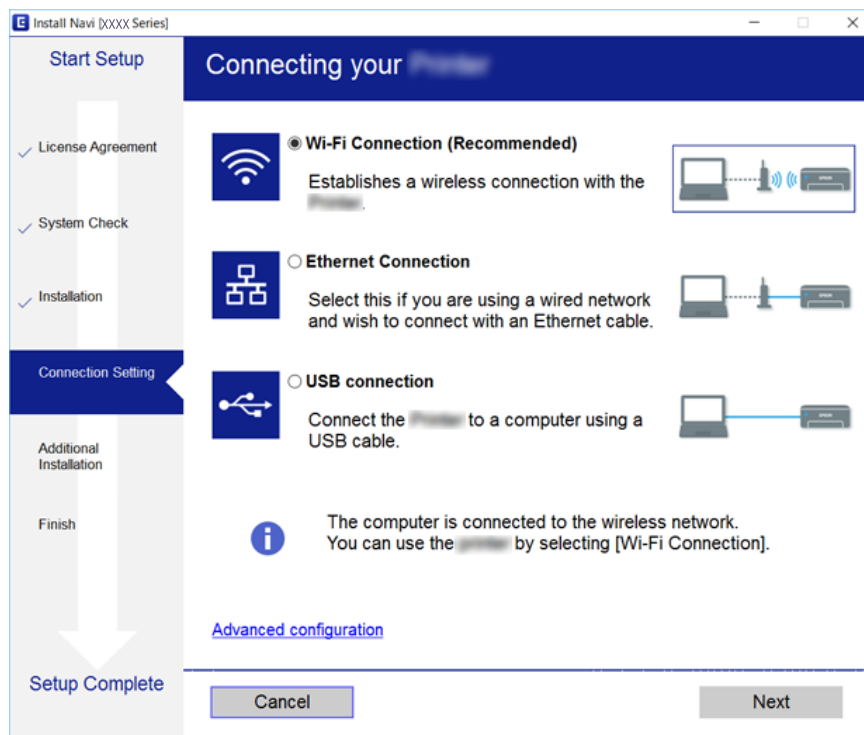 E Install Navi [XXXX Series]
Start Setup
License Agreement
System Check
Installation
Connection Setting
Additional
Installation
Finish
Setup Complete
Connecting your
Wi-Fi Connection (Recommended)
Establishes a wireless connection with the
.
EPSON
Ethernet Connection
Select this if you are using a wired network
and wish to connect with an Ethernet cable.
EPSON
USB connection
Connect the to a computer using a
USB cable.
EPSON
i
The computer is connected to the wireless network.
You can use the by selecting [Wi-Fi Connection].
Advanced configuration
Cancel
Next